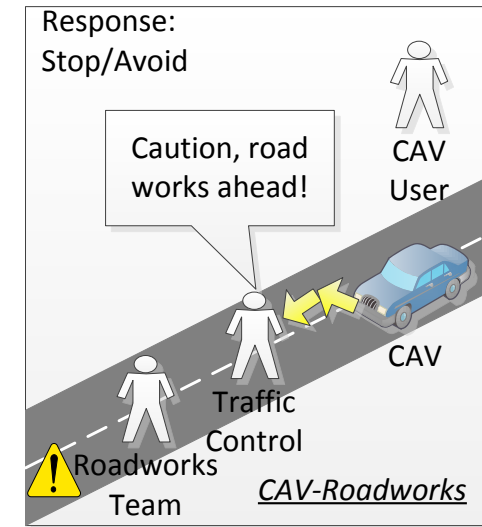 Response:
Stop/Avoid
Caution, road
works ahead!
CAV
User
CAV
Traffic
Control
Roadworks
Team
CAV-Roadworks